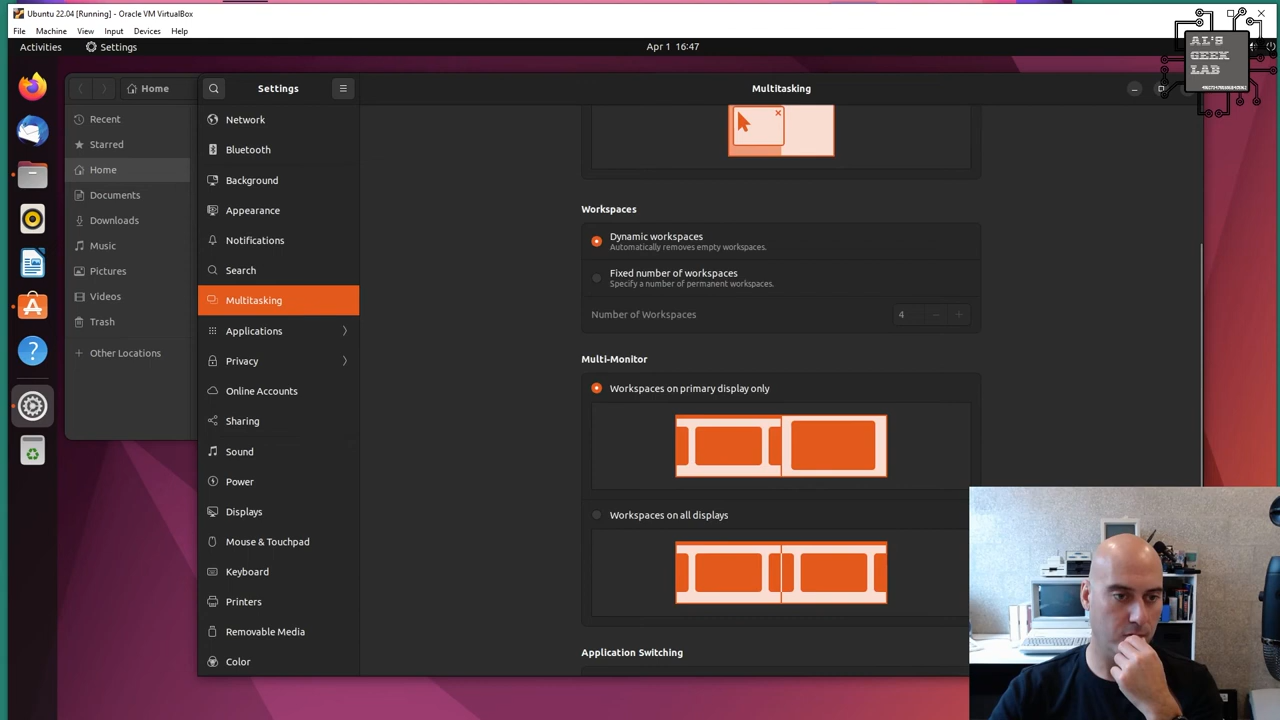 Ubuntu 22.04 [Running] - Oracle VM VirtualBox
File Machine View Input Devices Help
Activities Settings Apr 1 16:47
AL'S
GEEK
LAB
Home Settings Multitasking
Recent
Starred
Home
Documents
Downloads
Music
Pictures
Videos
Trash
Other Locations
Network
Bluetooth
Background
Appearance
Notifications
Search
Multitasking
Applications
Privacy
Online Accounts
Sharing
Sound
Power
Displays
Mouse & Touchpad
Keyboard
Printers
Removable Media
Color
Workspaces
Dynamic workspaces
Automatically removes empty workspaces.
Fixed number of workspaces
Specify a number of permanent workspaces.
Number of Workspaces 4
Multi-Monitor
Workspaces on primary display only
Workspaces on all displays
Application Switching